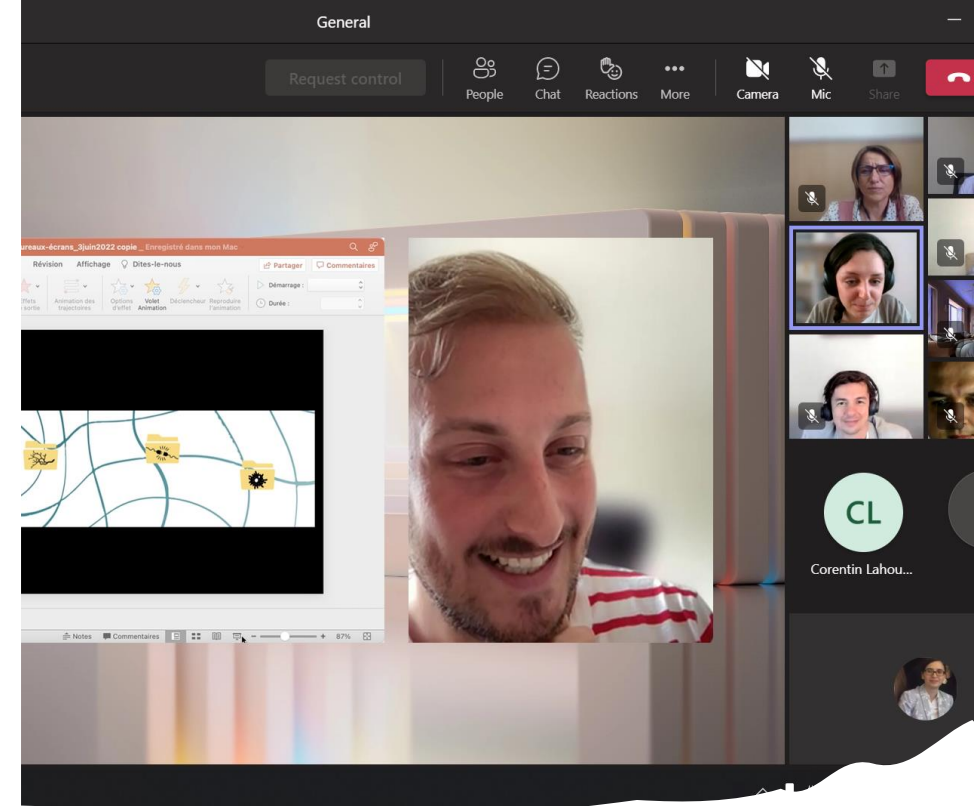 General
Request control
People
Chat
Reactions
More
Camera
Mic
Share
ureaux-écrans_3juin2022 copie _ Enregistré dans mon Mac
Révision
Affichage
Dites-le-nous
Partager
Commentaires
Animation des trajectoires
Options d'effet
Volet Animation
Déclencheur
Reproduire l'animation
Démarrer :
Durée :
Notes
Commentaires
87%
CL
Corentin Lahou...